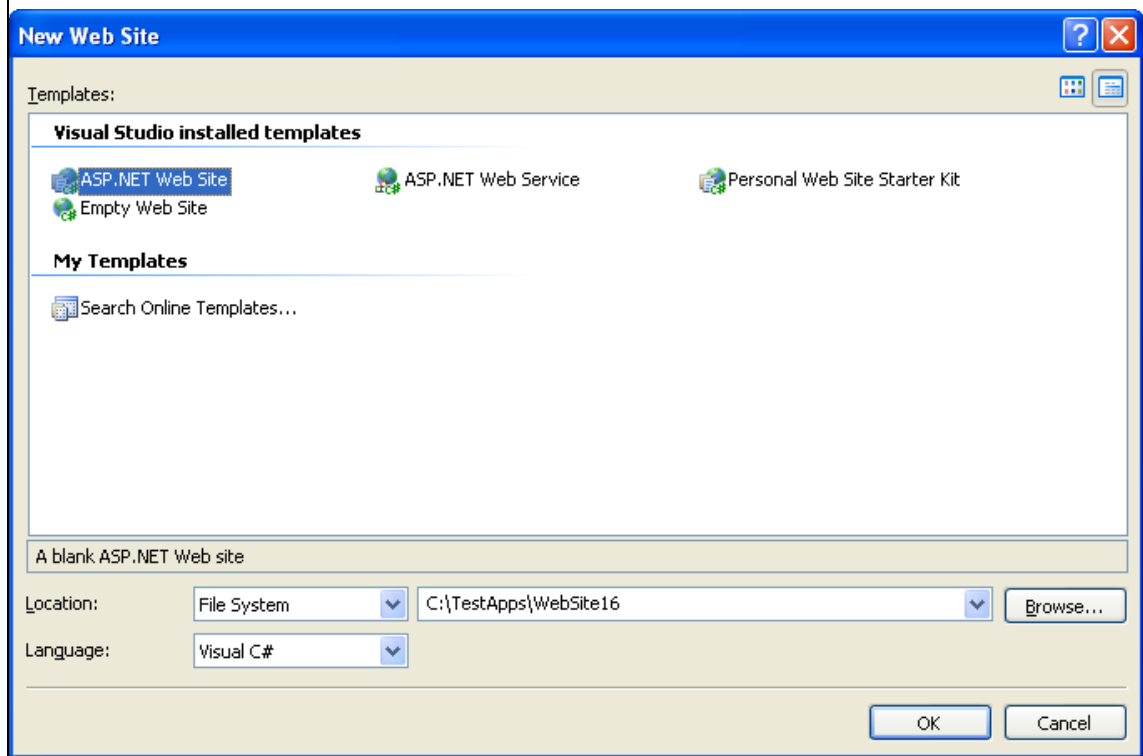 New Web Site
Templates:
Visual Studio installed templates
ASP.NET Web Site ASP.NET Web Service Personal Web Site Starter Kit
Empty Web Site
My Templates
Search Online Templates...
A blank ASP.NET Web site
Location: File System C:\TestApps\WebSite16 Browse...
Language: Visual C#
OK Cancel